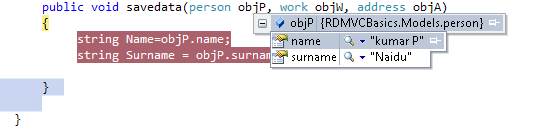 public void savedata(person objP, work objW, address objA)
{
objP {RDMVCBasics.Models.person}
string Name=objP.name;
name "kumar P"
string Surname = objP.surna
surname "Naidu"
}
}